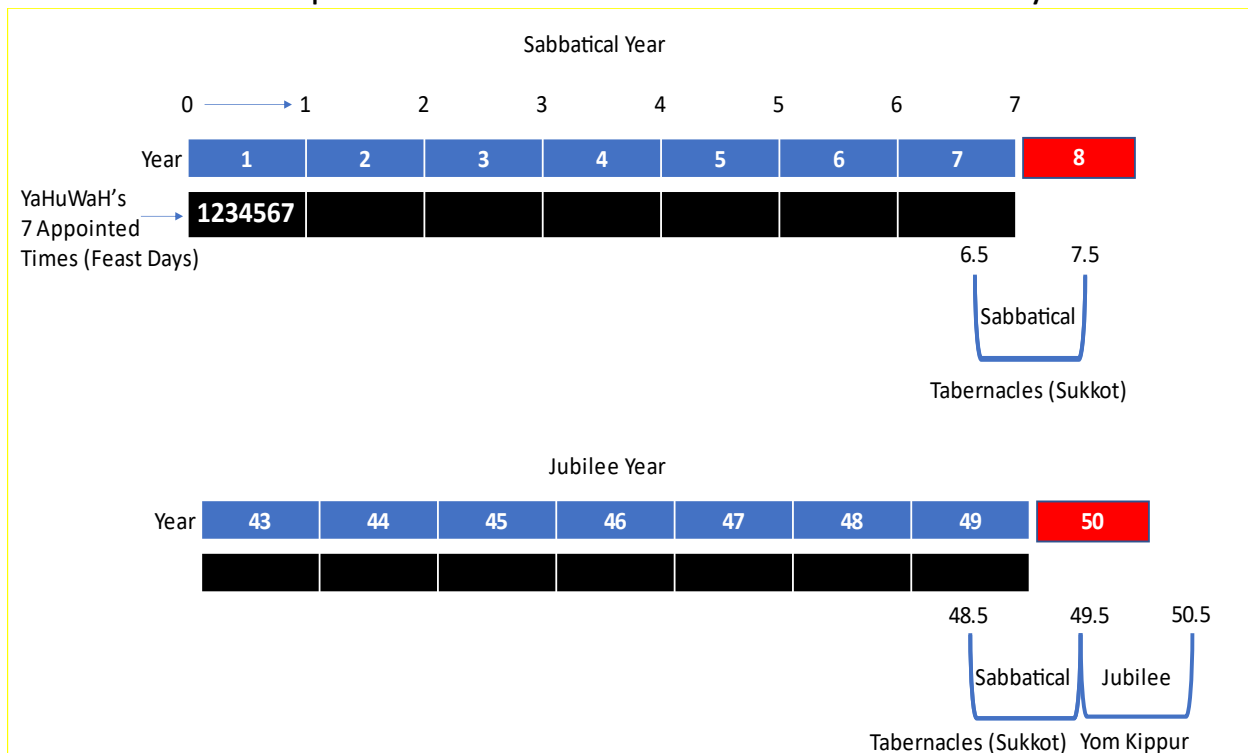 Sabbatical Year
0 1 2 3 4 5 6 7
Year 1 2 3 4 5 6 7 8
YaHuWaH's
7 Appointed
Times (Feast Days)
1234567
6.5 7.5
Sabbatical
Tabernacles (Sukkot)
Jubilee Year
Year 43 44 45 46 47 48 49 50
48.5 49.5 50.5
Sabbatical Jubilee
Tabernacles (Sukkot) Yom Kippur